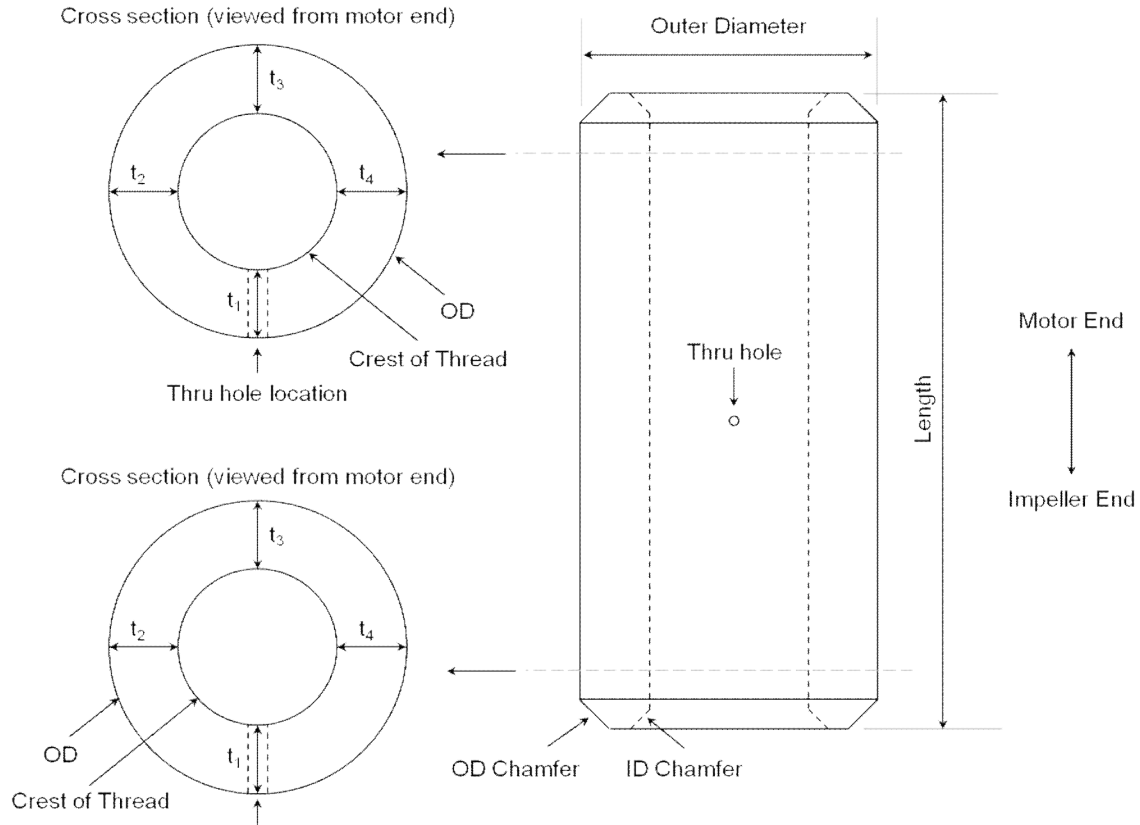 Cross section (viewed from motor end)
t3
t2
t4
t1
OD
Crest of Thread
Thru hole location
Outer Diameter
Thru hole
Length
Motor End
Impeller End
Cross section (viewed from motor end)
t3
t2
t4
t1
OD
Crest of Thread
OD Chamfer
ID Chamfer